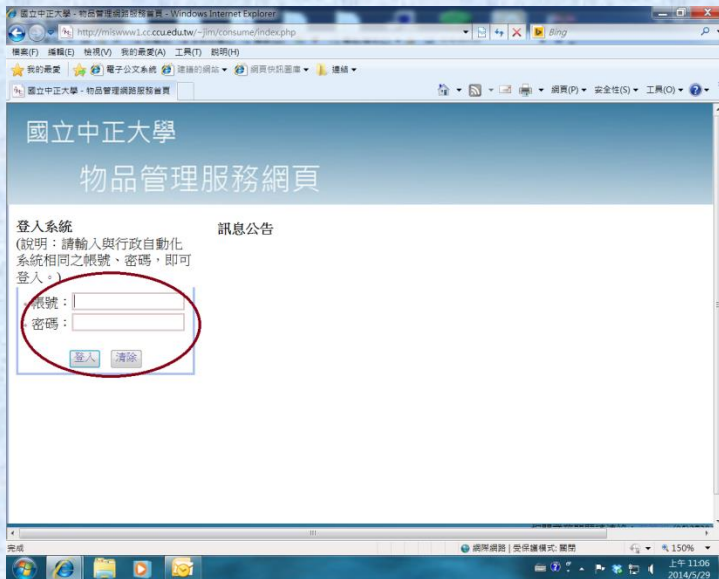 國立中正大學 - 物品管理網路服務首頁 - Windows Internet Explorer
http://miswww1.cc.ccu.edu.tw/~jim/consume/index.php
Bing
檔案(F) 編輯(E) 檢視(V) 我的最愛(A) 工具(T) 說明(H)
我的最愛 電子公文系統 建議的網站 網頁快訊圖庫 連結
國立中正大學 - 物品管理網路服務首頁
網頁(P) 安全性(S) 工具(O)
國立中正大學
物品管理服務網頁
登入系統
(說明：請輸入與行政自動化
系統相同之帳號、密碼，即可
登入。)
帳號：
密碼：
登入 清除
訊息公告
完成
網際網路 | 受保護模式: 關閉
150%
上午 11:06
2014/5/29